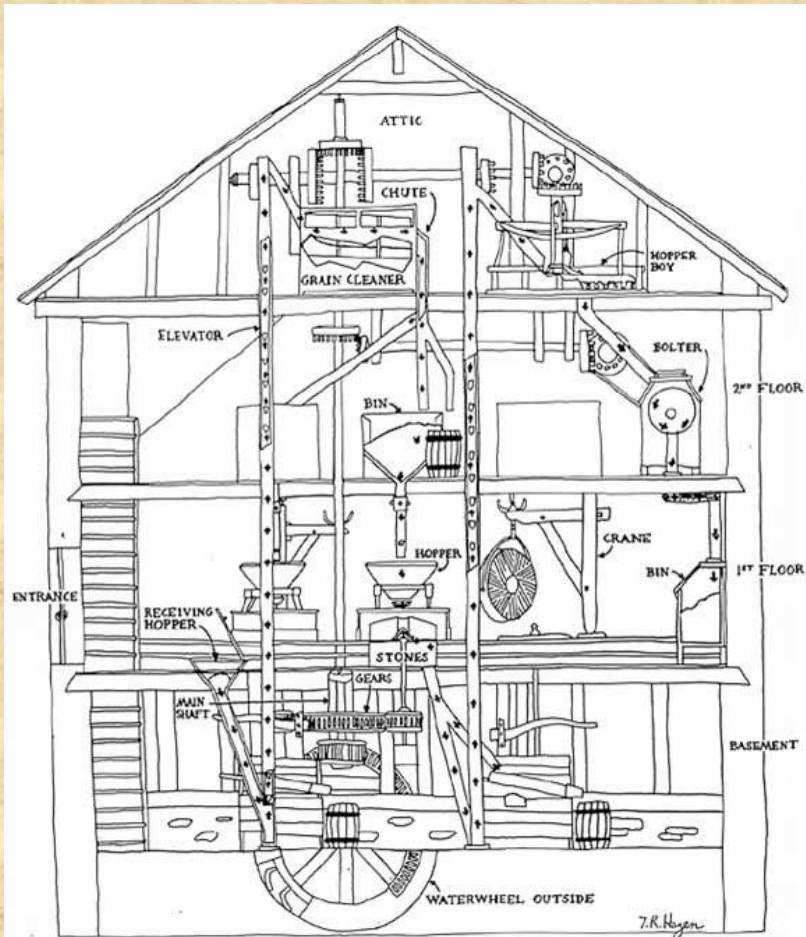 ATTIC
CHUTE
HOPPER
BOY
GRAIN CLEANER
ELEVATOR
BOLTER
2ND FLOOR
BIN
CRANE
HOPPER
BIN
1ST FLOOR
ENTRANCE
RECEIVING
HOPPER
STONES
GEARS
MAIN
SHAFT
BASEMENT
WATERWHEEL OUTSIDE
T.R.Hazen